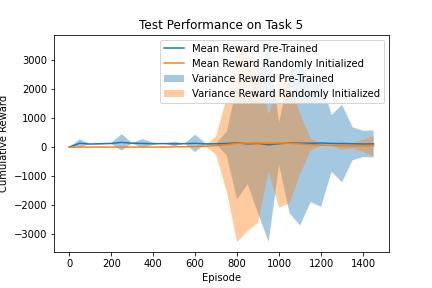 Test Performance on Task 5
Mean Reward Pre-Trained
Mean Reward Randomly Initialized
Variance Reward Pre-Trained
Variance Reward Randomly Initialized
3000
2000
1000
0
−1000
−2000
−3000
Cumulative Reward
0 200 400 600 800 1000 1200 1400
Episode